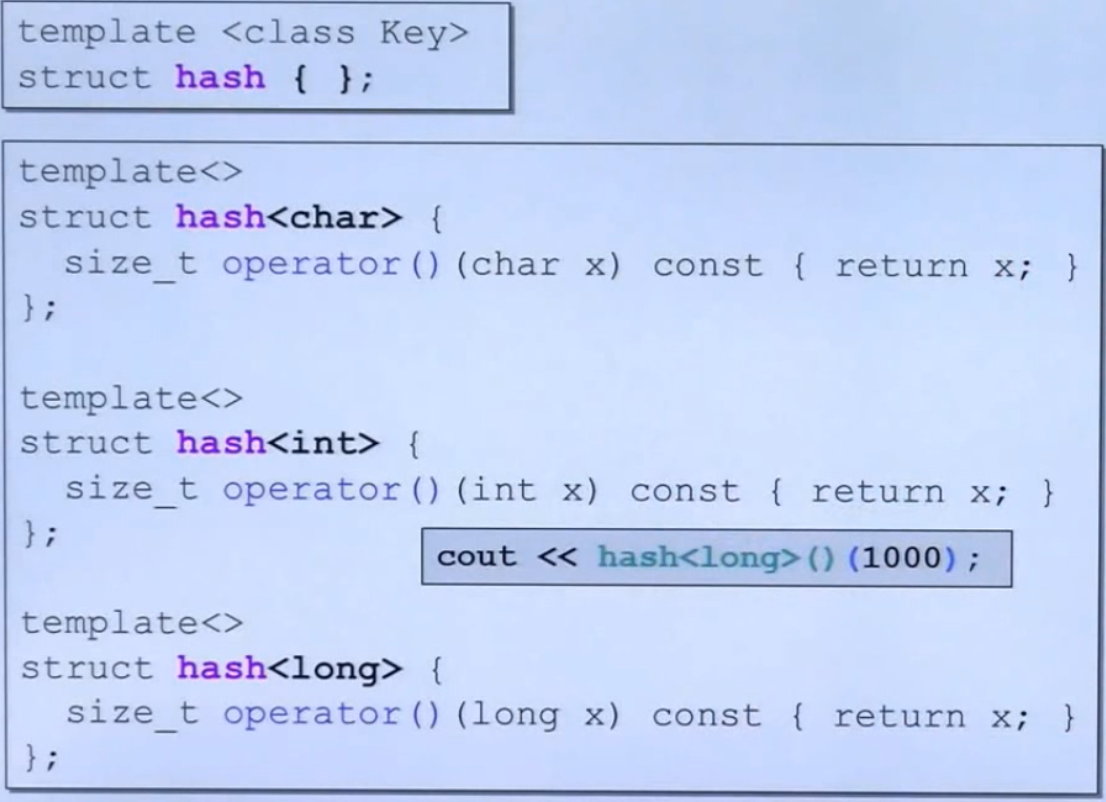 template <class Key>
struct hash { };
template<>
struct hash<char> {
  size_t operator()(char x) const { return x; }
};
template<>
struct hash<int> {
  size_t operator()(int x) const { return x; }
};
cout << hash<long>()(1000);
template<>
struct hash<long> {
  size_t operator()(long x) const { return x; }
};